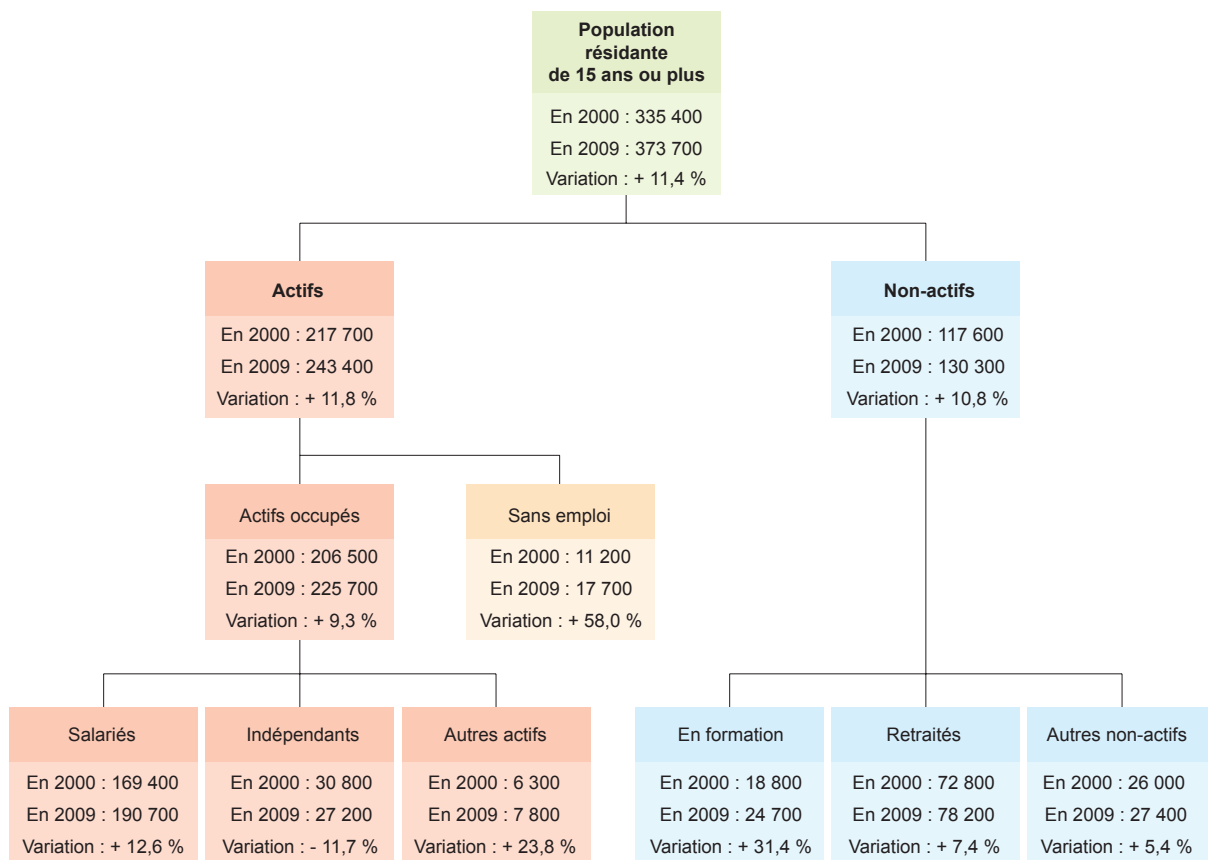 Population
résidante
de 15 ans ou plus
En 2000 : 335 400
En 2009 : 373 700
Variation : + 11,4 %
Actifs
En 2000 : 217 700
En 2009 : 243 400
Variation : + 11,8 %
Non-actifs
En 2000 : 117 600
En 2009 : 130 300
Variation : + 10,8 %
Actifs occupés
En 2000 : 206 500
En 2009 : 225 700
Variation : + 9,3 %
Sans emploi
En 2000 : 11 200
En 2009 : 17 700
Variation : + 58,0 %
Salariés
En 2000 : 169 400
En 2009 : 190 700
Variation : + 12,6 %
Indépendants
En 2000 : 30 800
En 2009 : 27 200
Variation : - 11,7 %
Autres actifs
En 2000 : 6 300
En 2009 : 7 800
Variation : + 23,8 %
En formation
En 2000 : 18 800
En 2009 : 24 700
Variation : + 31,4 %
Retraités
En 2000 : 72 800
En 2009 : 78 200
Variation : + 7,4 %
Autres non-actifs
En 2000 : 26 000
En 2009 : 27 400
Variation : + 5,4 %